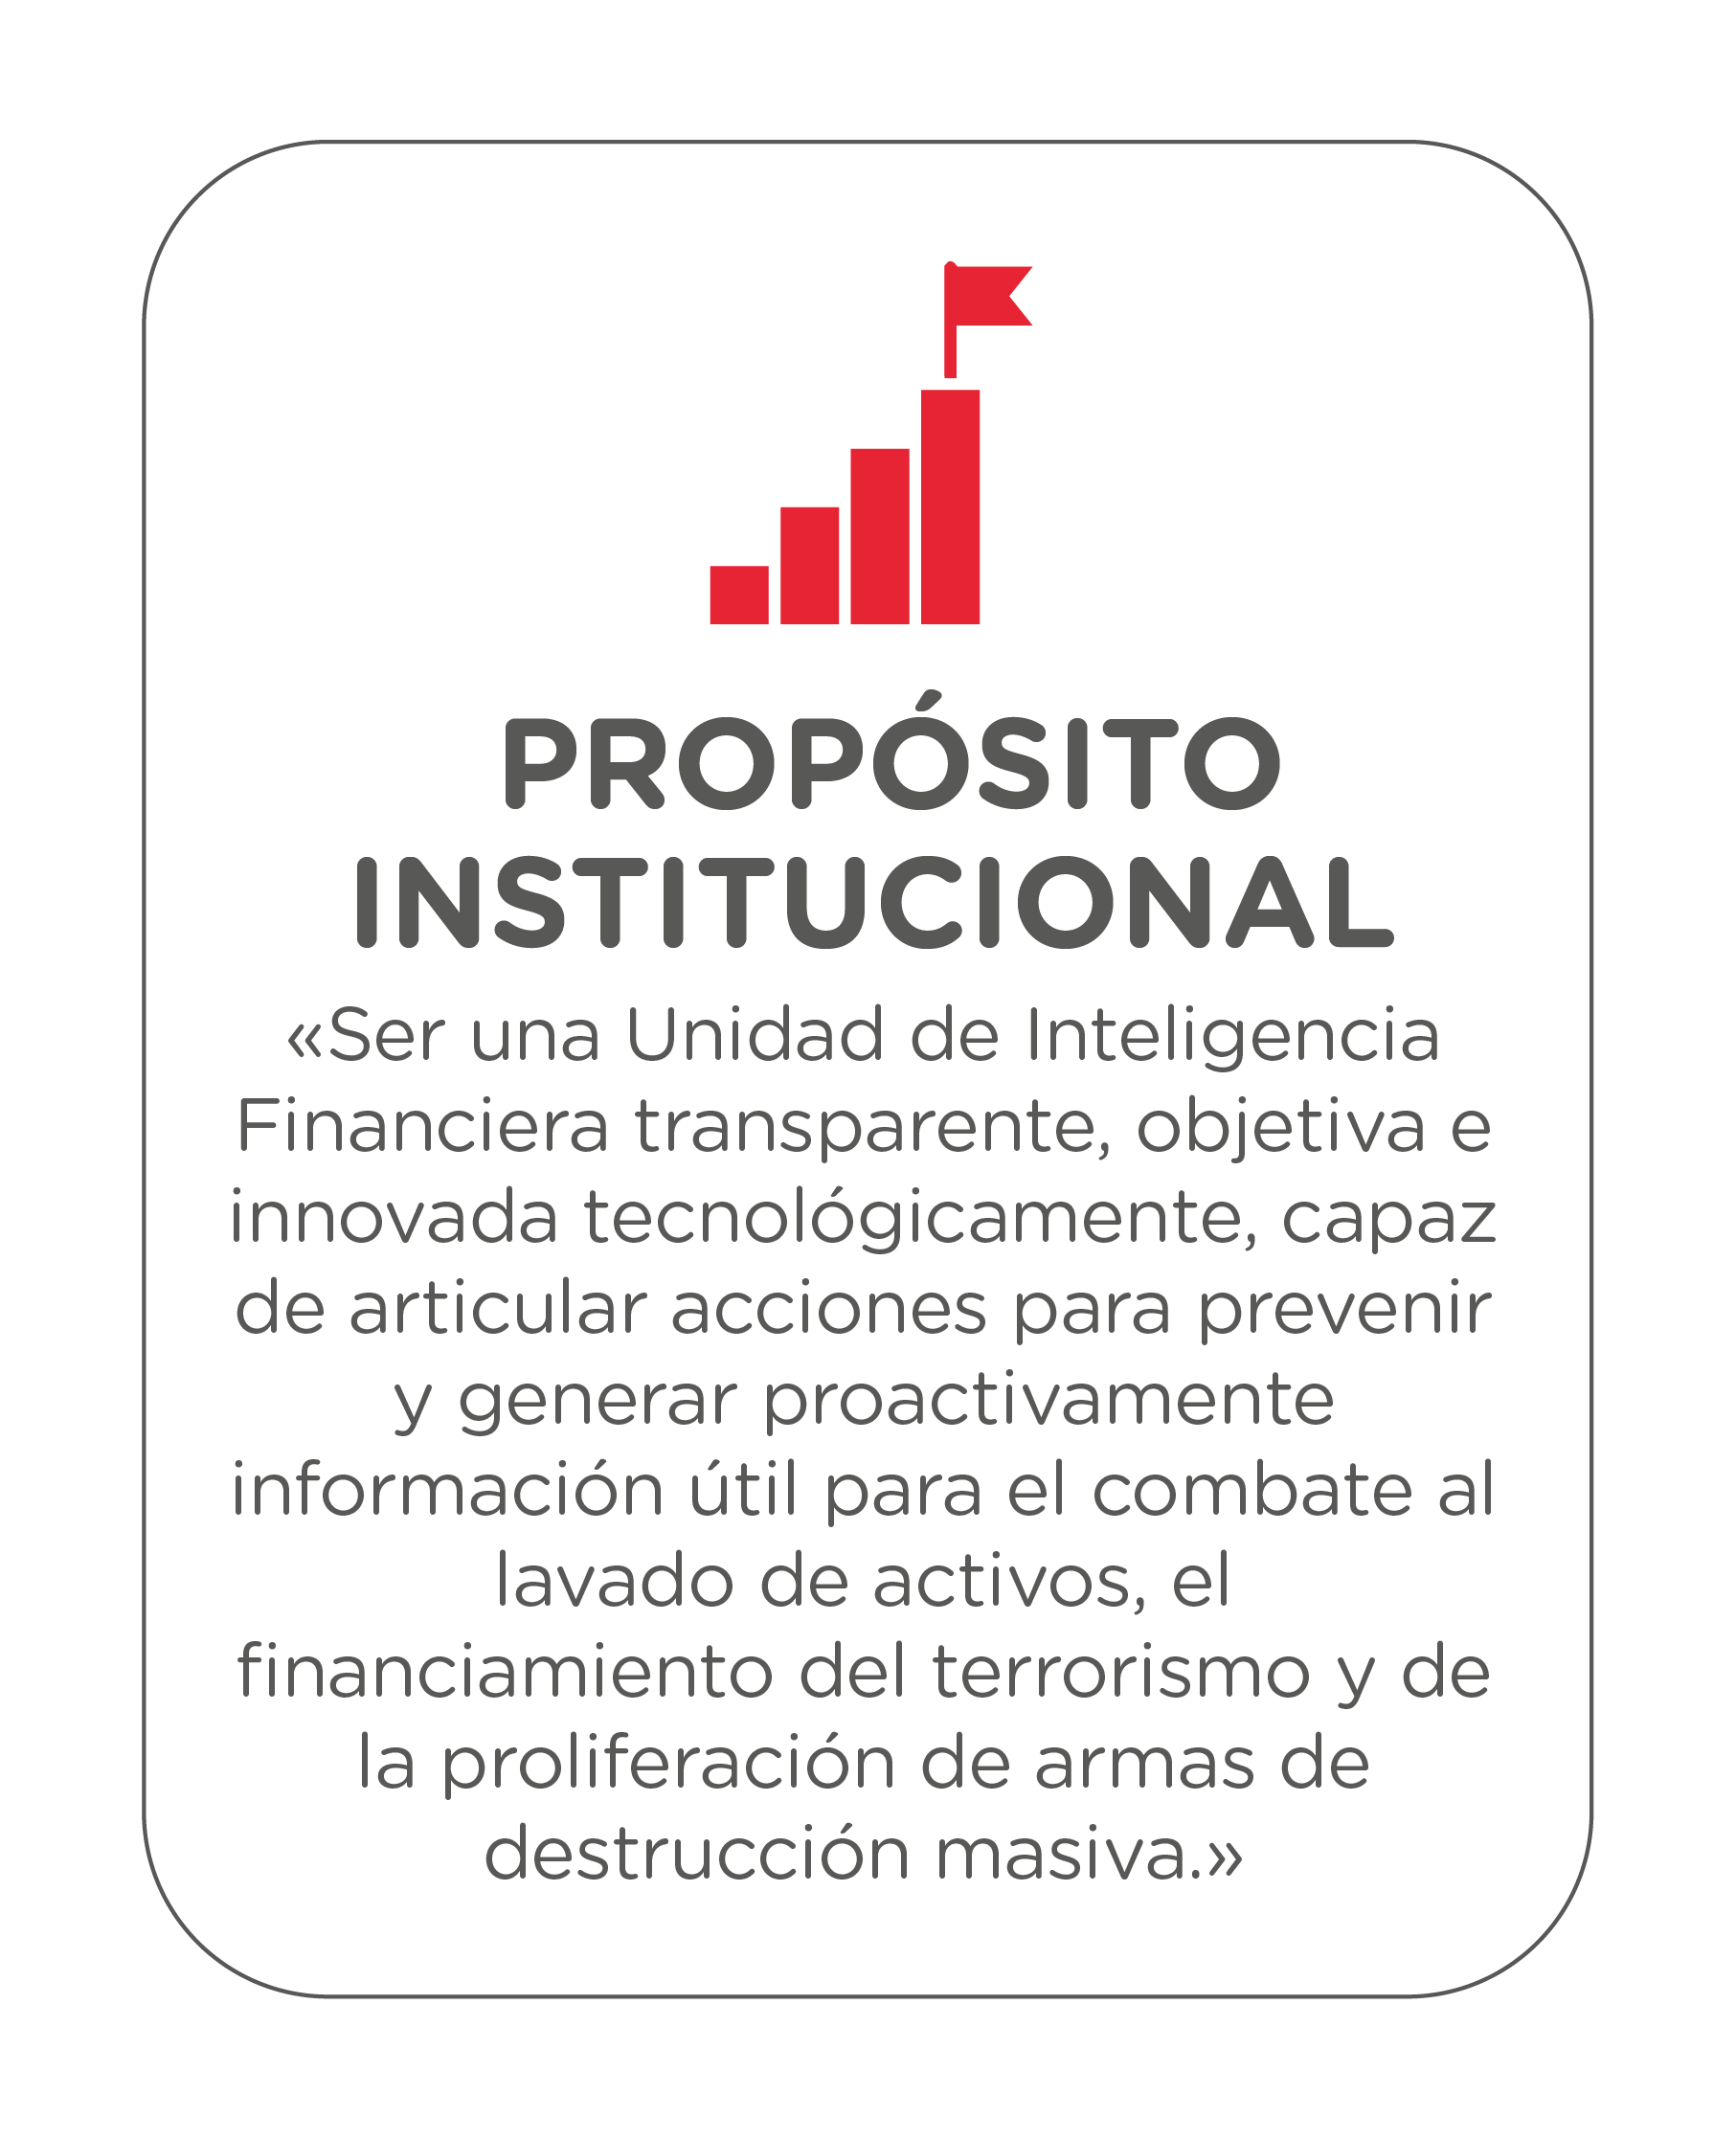 PROPÓSITO
INSTITUCIONAL
«Ser una Unidad de Inteligencia
Financiera transparente, objetiva e
innovada tecnológicamente, capaz
de articular acciones para prevenir
y generar proactivamente
información útil para el combate al
lavado de activos, el
financiamiento del terrorismo y de
la proliferación de armas de
destrucción masiva.»